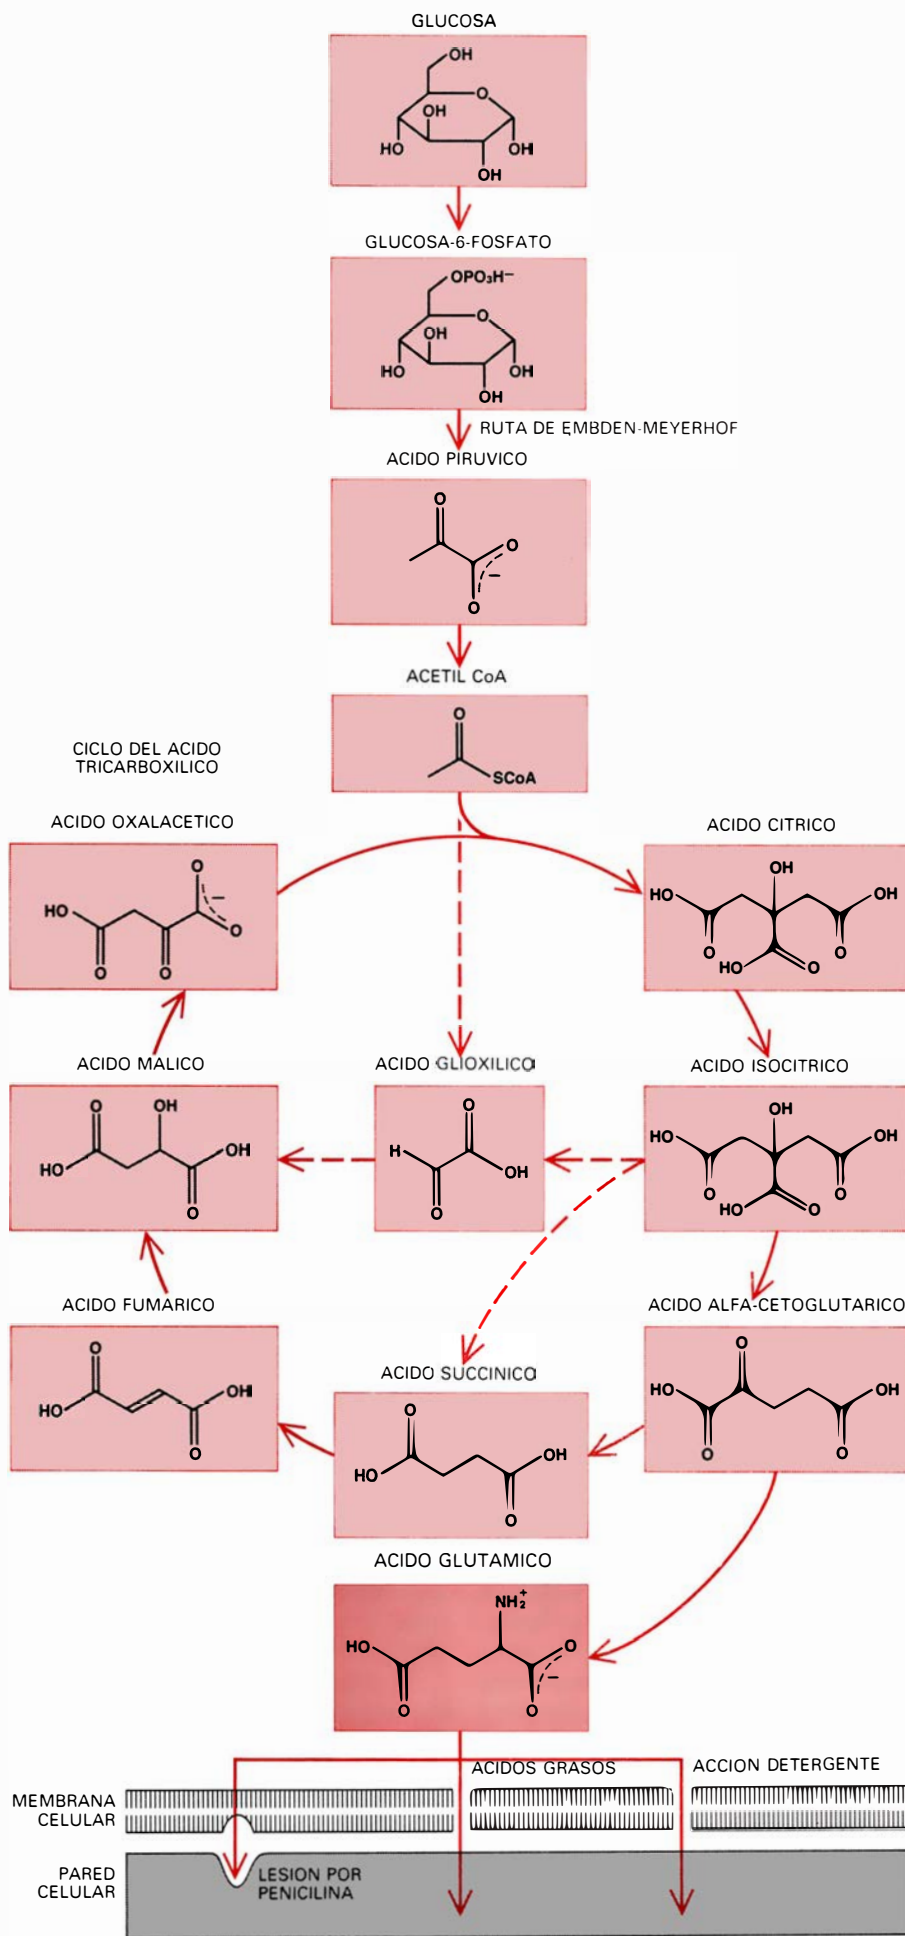 GLUCOSA
OH
O
OH
HO
OH
OH
GLUCOSA-6-FOSFATO
OPO₃H⁻
O
OH
HO
OH
OH
RUTA DE EMBDEN-MEYERHOF
ACIDO PIRUVICO
O
O
−
O
ACETIL CoA
O
SCoA
CICLO DEL ACIDO
TRICARBOXILICO
ACIDO OXALACETICO
O
−
HO
O
O
O
ACIDO CITRICO
OH
HO
OH
O
O
HO
O
ACIDO MALICO
O
OH
OH
HO
O
ACIDO GLIOXILICO
O
H
OH
O
ACIDO ISOCITRICO
OH
HO
OH
O
O
HO
O
ACIDO FUMARICO
O
OH
HO
O
ACIDO SUCCINICO
O
OH
HO
O
ACIDO ALFA-CETOGLUTARICO
O
HO
OH
O
O
ACIDO GLUTAMICO
NH₂⁺
HO
O
−
O
O
ACIDOS GRASOS
ACCION DETERGENTE
MEMBRANA
CELULAR
PARED
CELULAR
LESION POR
PENICILINA